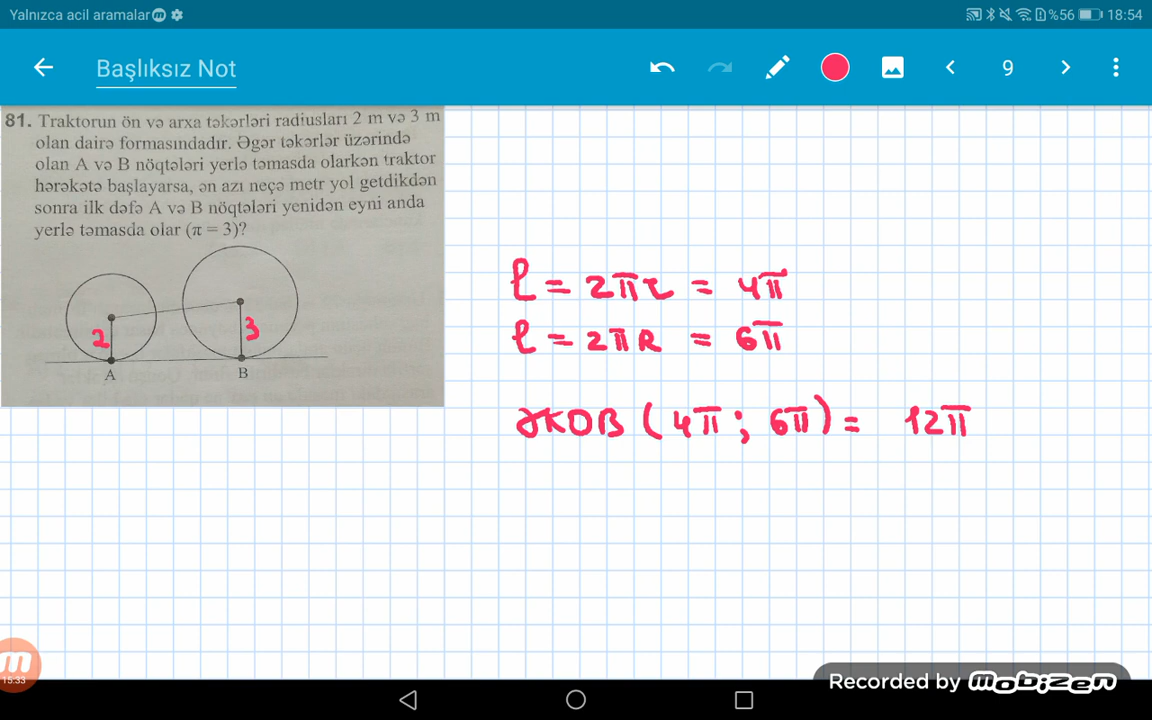 Yalnızca acil aramalar %56 18:54
Başlıksız Not 9
81. Traktorun ön və arxa təkərləri radiusları 2 m və 3 m
olan dairə formasındadır. Əgər təkərlər üzərində
olan A və B nöqtələri yerlə təmasda olarkən traktor
hərəkətə başlayarsa, ən azı neçə metr yol getdikdən
sonra ilk dəfə A və B nöqtələri yenidən eyni anda
yerlə təmasda olar (π = 3)?
2 3
A B
ℓ = 2πr = 4π
ℓ = 2πR = 6π
ƏKOB (4π; 6π) = 12π
15:33
Recorded by mobizen